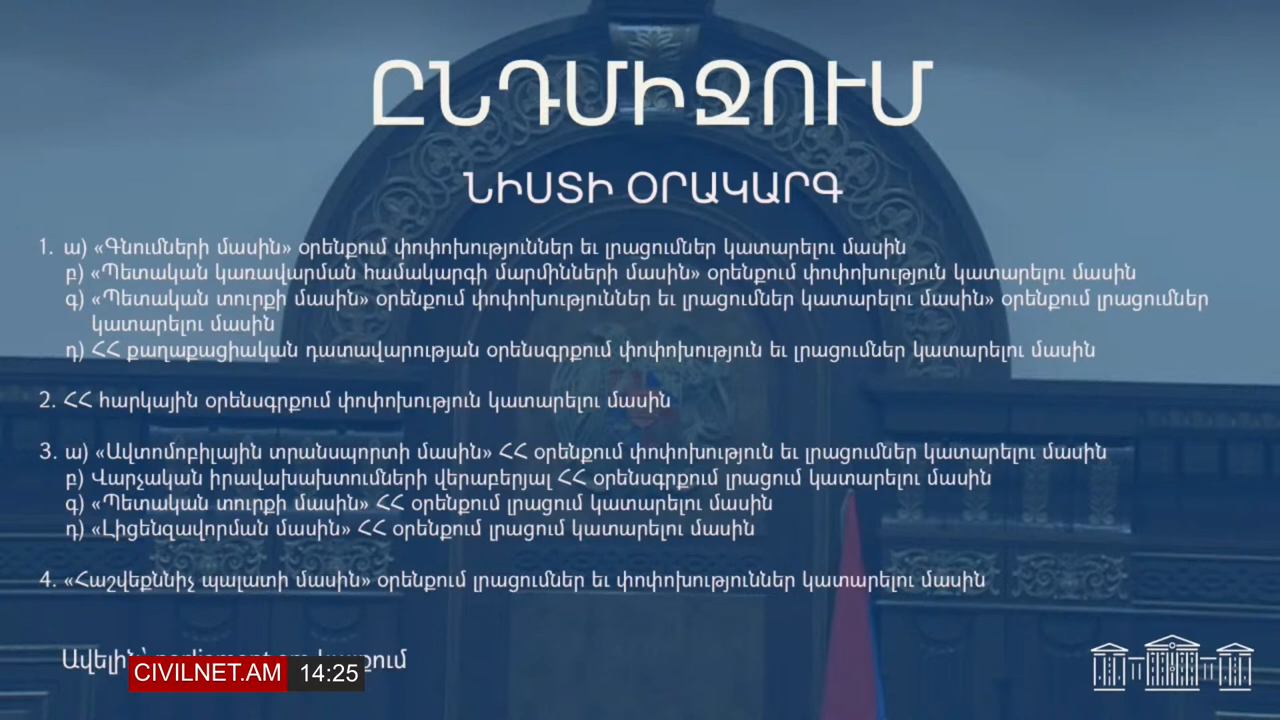 ԸՆԴՄԻՋՈՒՄ
ՆԻՍՏԻ ՕՐԱԿԱՐԳ
1. ա) «Գնումների մասին» օրենքում փոփոխություններ եւ լրացումներ կատարելու մասին
բ) «Պետական կառավարման համակարգի մարմինների մասին» օրենքում փոփոխություն կատարելու մասին
գ) «Պետական տուրքի մասին» օրենքում փոփոխություններ եւ լրացումներ կատարելու մասին» օրենքում լրացումներ
կատարելու մասին
դ) ՀՀ քաղաքացիական դատավարության օրենսգրքում փոփոխություն եւ լրացումներ կատարելու մասին
2. ՀՀ հարկային օրենսգրքում փոփոխություն կատարելու մասին
3. ա) «Ավտոմոբիլային տրանսպորտի մասին» ՀՀ օրենքում փոփոխություն եւ լրացումներ կատարելու մասին
բ) Վարչական իրավախախտումների վերաբերյալ ՀՀ օրենսգրքում լրացում կատարելու մասին
գ) «Պետական տուրքի մասին» ՀՀ օրենքում լրացում կատարելու մասին
դ) «Լիցենզավորման մասին» ՀՀ օրենքում լրացում կատարելու մասին
4. «Հաշվեքննիչ պալատի մասին» օրենքում լրացումներ եւ փոփոխություններ կատարելու մասին
CIVILNET.AM 14:25